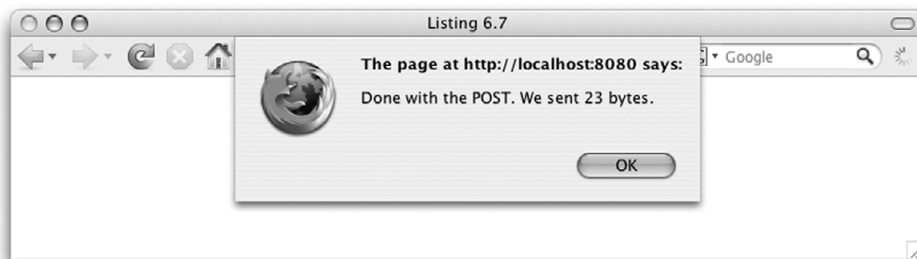 Listing 6.7
Google
The page at http://localhost:8080 says:
Done with the POST. We sent 23 bytes.
OK